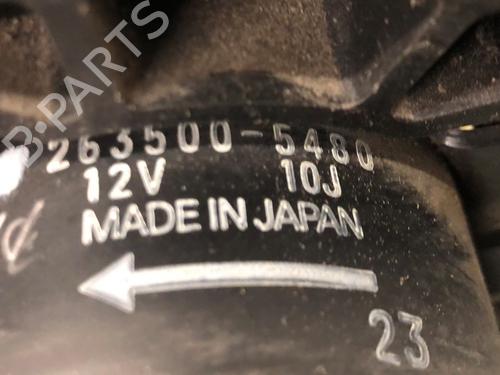 B-PARTS
263500-5480
12V 10J
MADE IN JAPAN
23